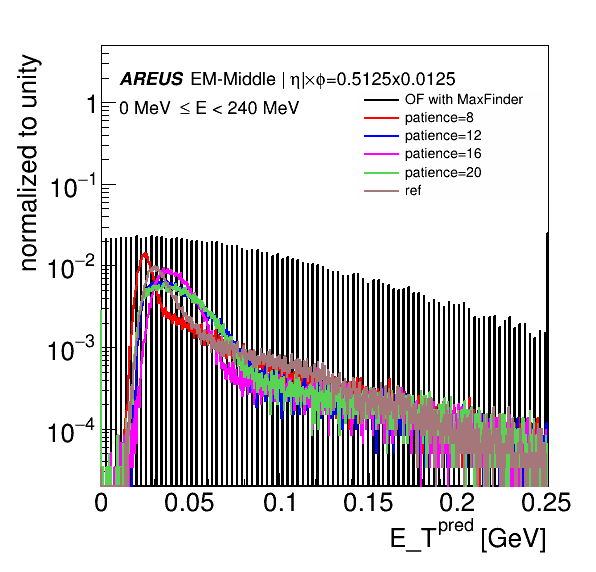 AREUS EM-Middle | η|×ϕ=0.5125x0.0125
0 MeV ≤ E < 240 MeV
OF with MaxFinder
patience=8
patience=12
patience=16
patience=20
ref
normalized to unity
1
10⁻¹
10⁻²
10⁻³
10⁻⁴
0 0.05 0.1 0.15 0.2 0.25
E_T^pred [GeV]